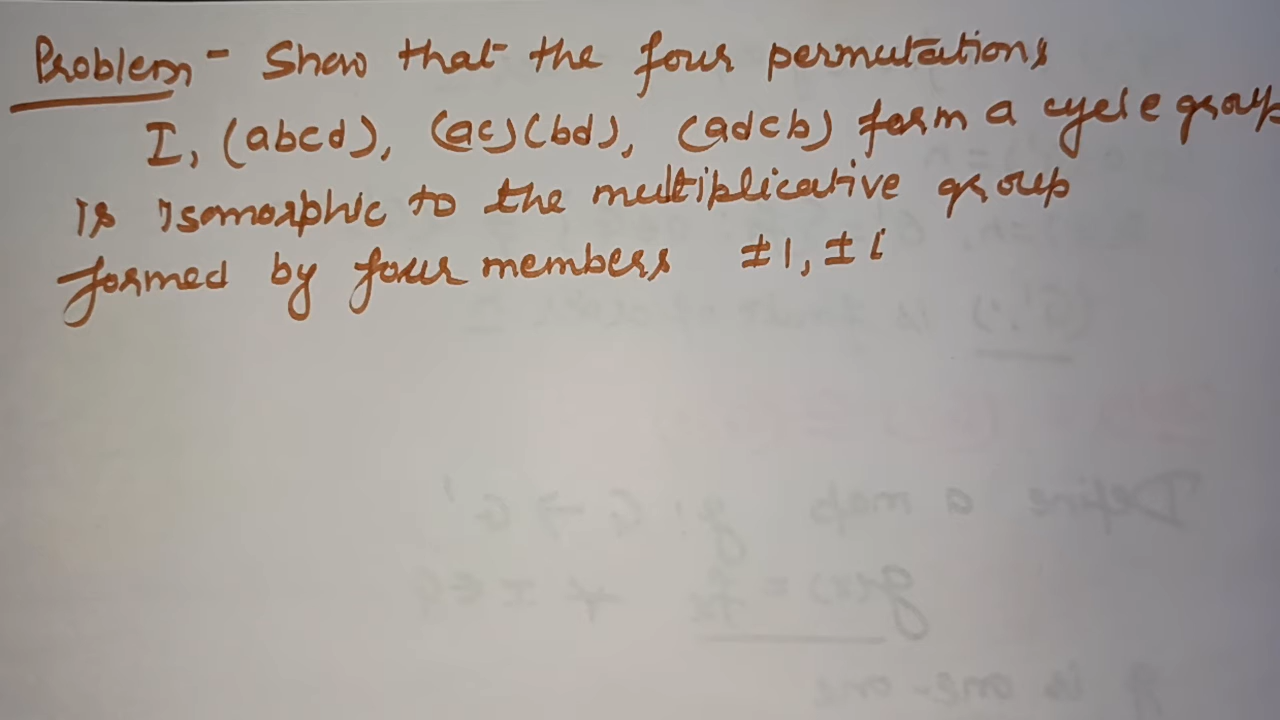 Problem - Show that the four permutations
I, (abcd), (ac)(bd), (adcb) form a cycle group
is isomorphic to the multiplicative group
formed by four members ±1, ±i